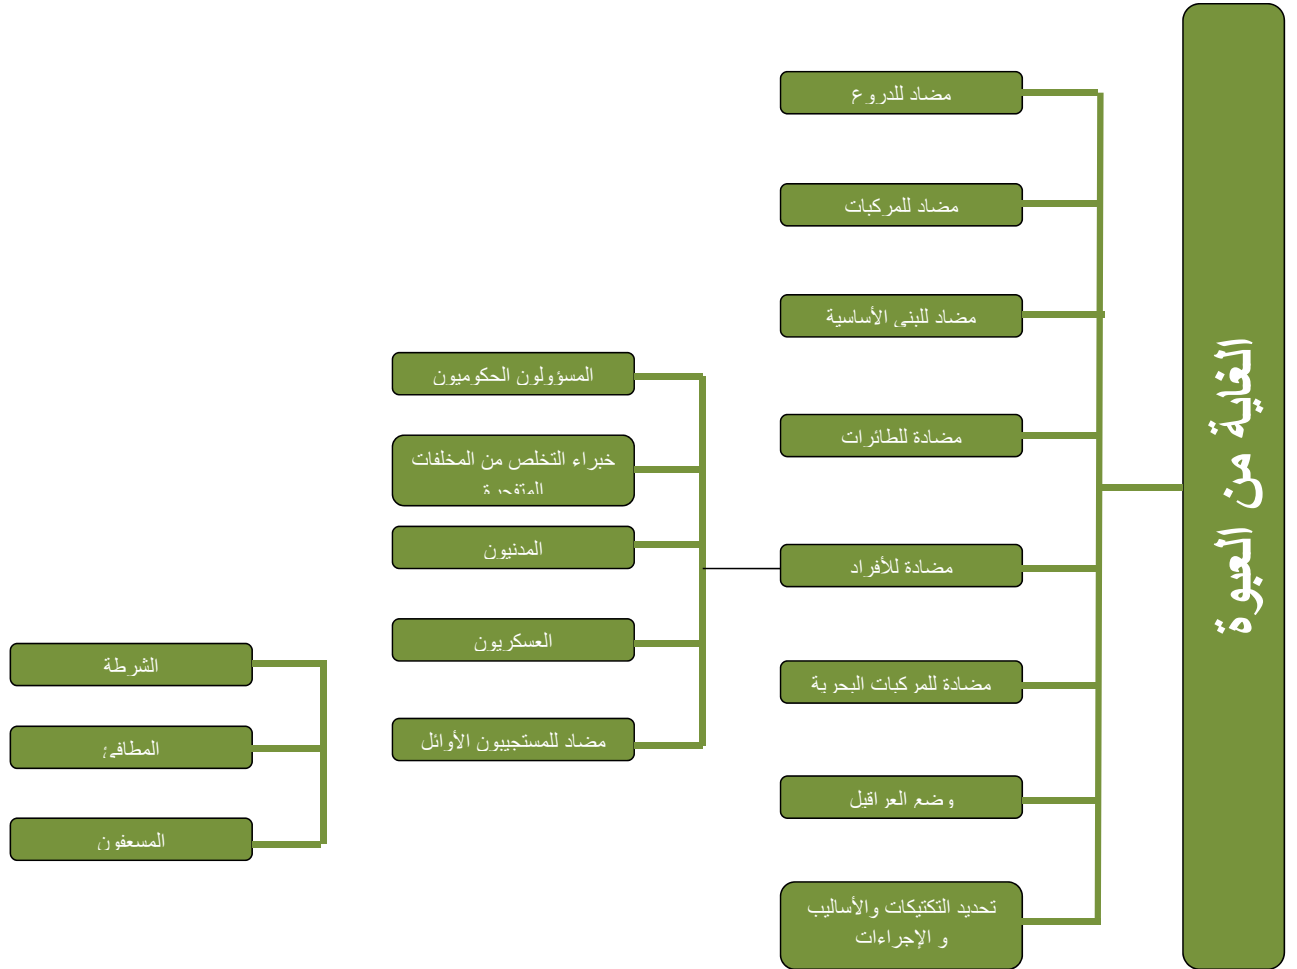 الغاية من العبوة
مضاد للدروع
مضاد للمركبات
مضاد للبنى الأساسية
مضادة للطائرات
مضادة للأفراد
مضادة للمركبات البحرية
وضع العراقيل
تحديد التكتيكات والأساليب
و الإجراءات
المسؤولون الحكوميون
خبراء التخلص من المخلفات
المتفجرة
المدنيون
العسكريون
مضاد للمستجيبون الأوائل
الشرطة
المطافئ
المسعفون